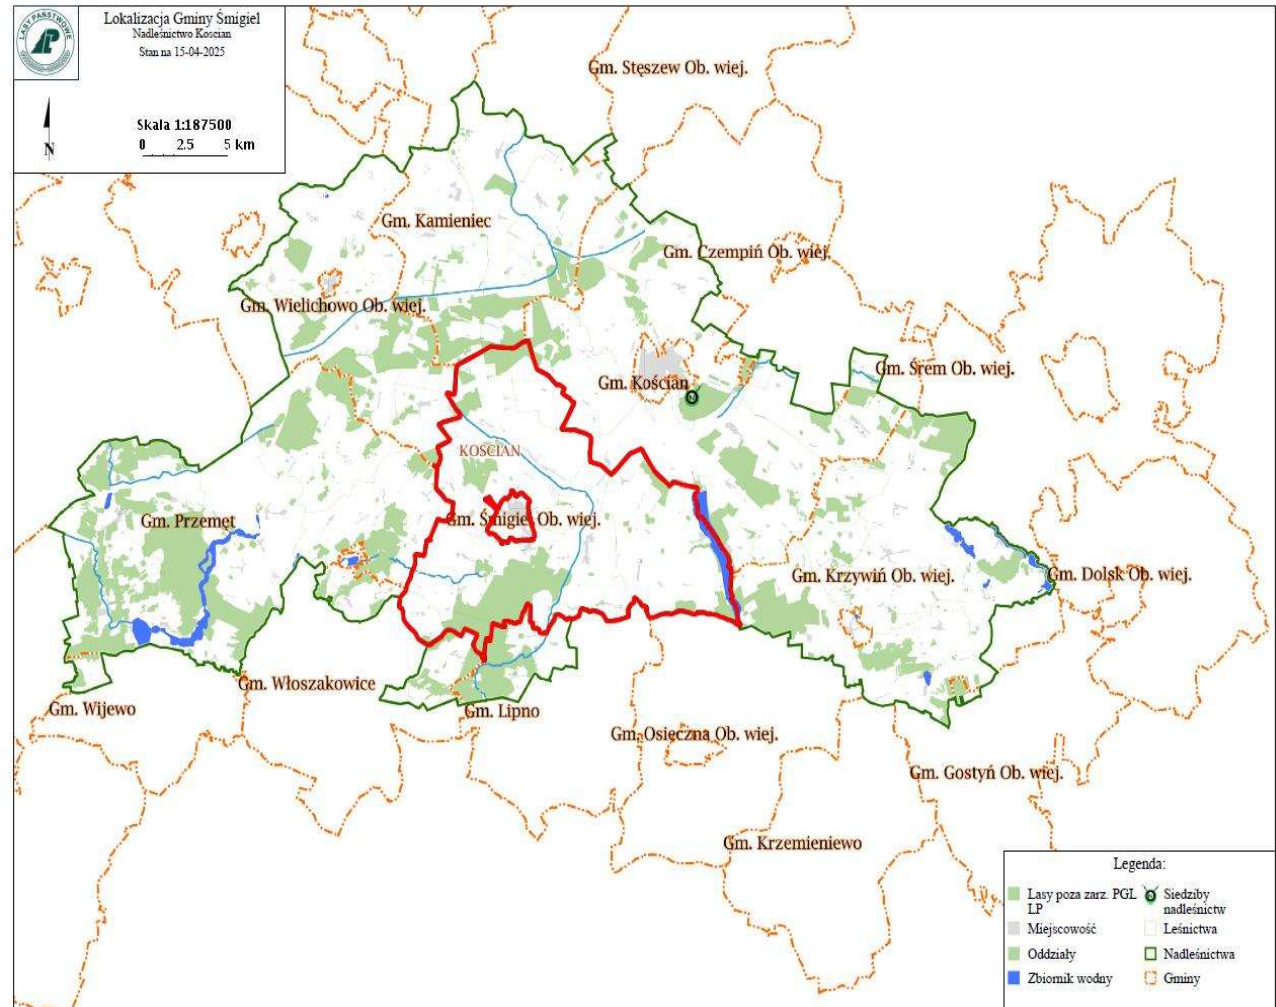 LASY PAŃSTWOWE
Lokalizacja Gminy Śmigiel
Nadleśnictwo Koscian
Stan na 15-04-2025
N
Skala 1:187500
0 2.5 5 km
Gm. Stęszew Ob. wiej.
Gm. Kamieniec
Gm. Czempiń Ob. wiej.
Gm. Wielichowo Ob. wiej.
Gm. Śrem Ob. wiej.
Gm. Kościan
KOŚCIAN
Gm. Przemęt
Gm. Śmigiel Ob. wiej.
Gm. Krzywiń Ob. wiej.
Gm. Dolsk Ob. wiej.
Gm. Włoszakowice
Gm. Wijewo
Gm. Lipno
Gm. Osieczna Ob. wiej.
Gm. Gostyń Ob. wiej.
Gm. Krzemieniewo
Legenda:
Lasy poza zarz. PGL
LP
Miejscowość
Oddziały
Zbiornik wodny
Siedziby
nadleśnictw
Leśnictwa
Nadleśnictwa
Gminy